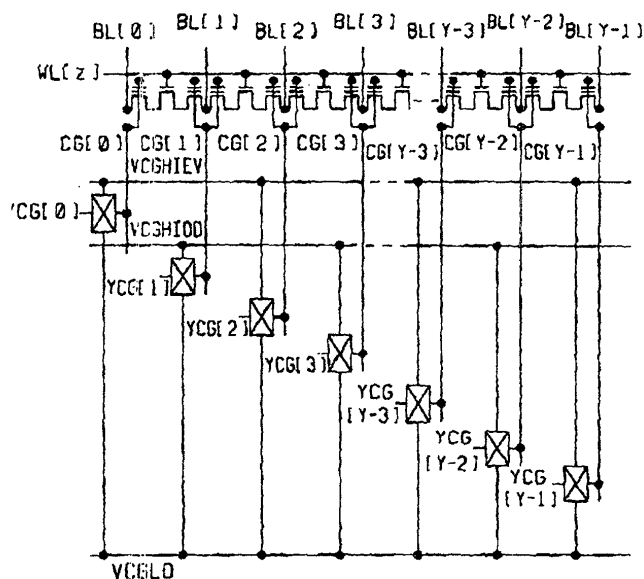 BL[0] BL[1] BL[2] BL[3] BL[Y-3] BL[Y-2] BL[Y-1]
WL[z]
CG[0] CG[1] CG[2] CG[3] CG[Y-3] CG[Y-2] CG[Y-1]
VCGHIEV
YCG[0]
VCGHIOD
YCG[1]
YCG[2]
YCG[3]
YCG
[Y-3]
YCG
[Y-2]
YCG
[Y-1]
VCGLO